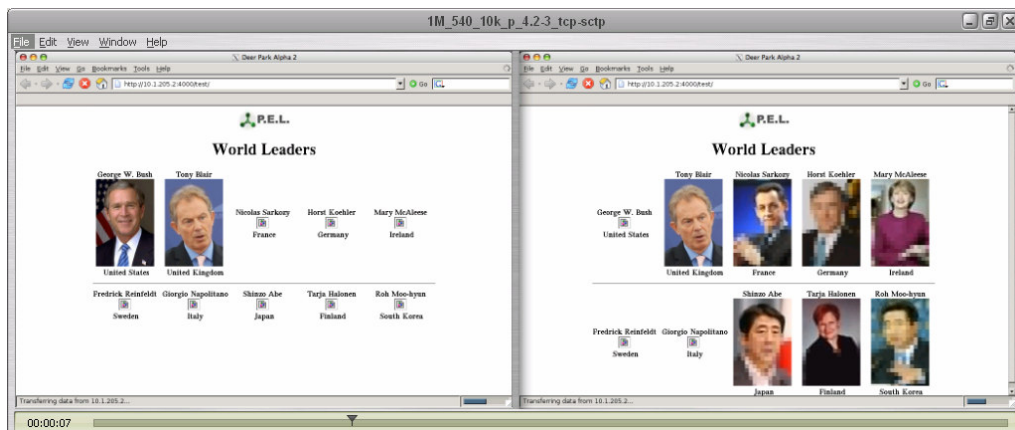 1M_540_10k_p_4.2-3_tcp-sctp
File Edit View Window Help
Deer Park Alpha 2
File Edit View Go Bookmarks Tools Help
http://10.1.205.2:4000/test/
Go
P.E.L.
World Leaders
George W. Bush Tony Blair
Nicolas Sarkozy Horst Koehler Mary McAleese
France Germany Ireland
United States United Kingdom
Fredrick Reinfeldt Giorgio Napolitano Shinzo Abe Tarja Halonen Roh Moo-hyun
Sweden Italy Japan Finland South Korea
Transferring data from 10.1.205.2...
Deer Park Alpha 2
File Edit View Go Bookmarks Tools Help
http://10.1.205.2:4000/test/
Go
P.E.L.
World Leaders
Tony Blair Nicolas Sarkozy Horst Koehler Mary McAleese
George W. Bush
United States
United Kingdom France Germany Ireland
Shinzo Abe Tarja Halonen Roh Moo-hyun
Fredrick Reinfeldt Giorgio Napolitano
Sweden Italy
Japan Finland South Korea
Transferring data from 10.1.205.2...
00:00:07